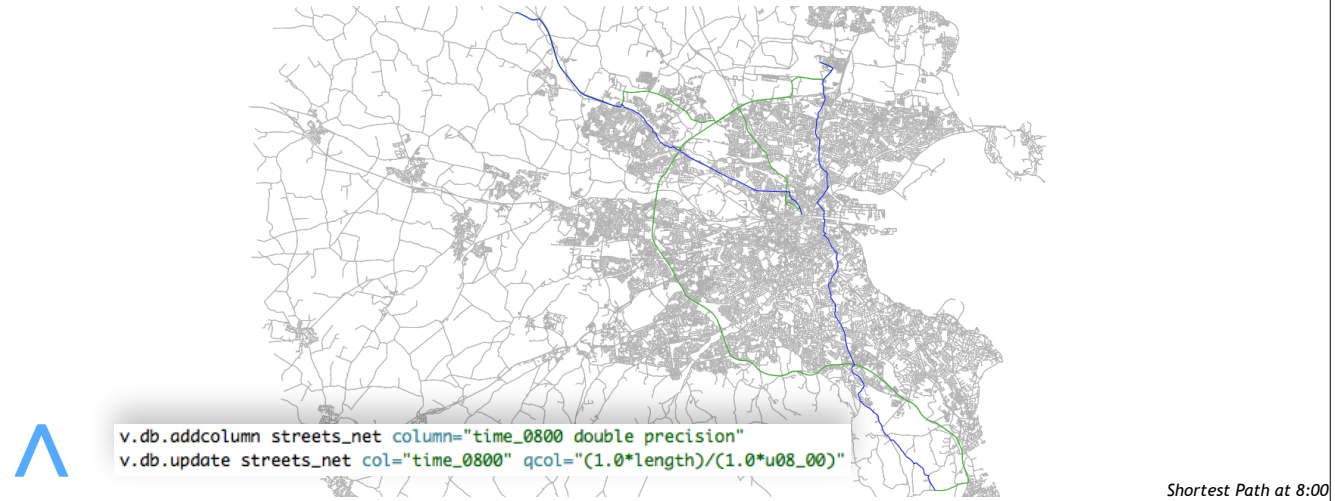 v.db.addcolumn streets_net column="time_0800 double precision"
v.db.update streets_net col="time_0800" qcol="(1.0*length)/(1.0*u08_00)"
Shortest Path at 8:00